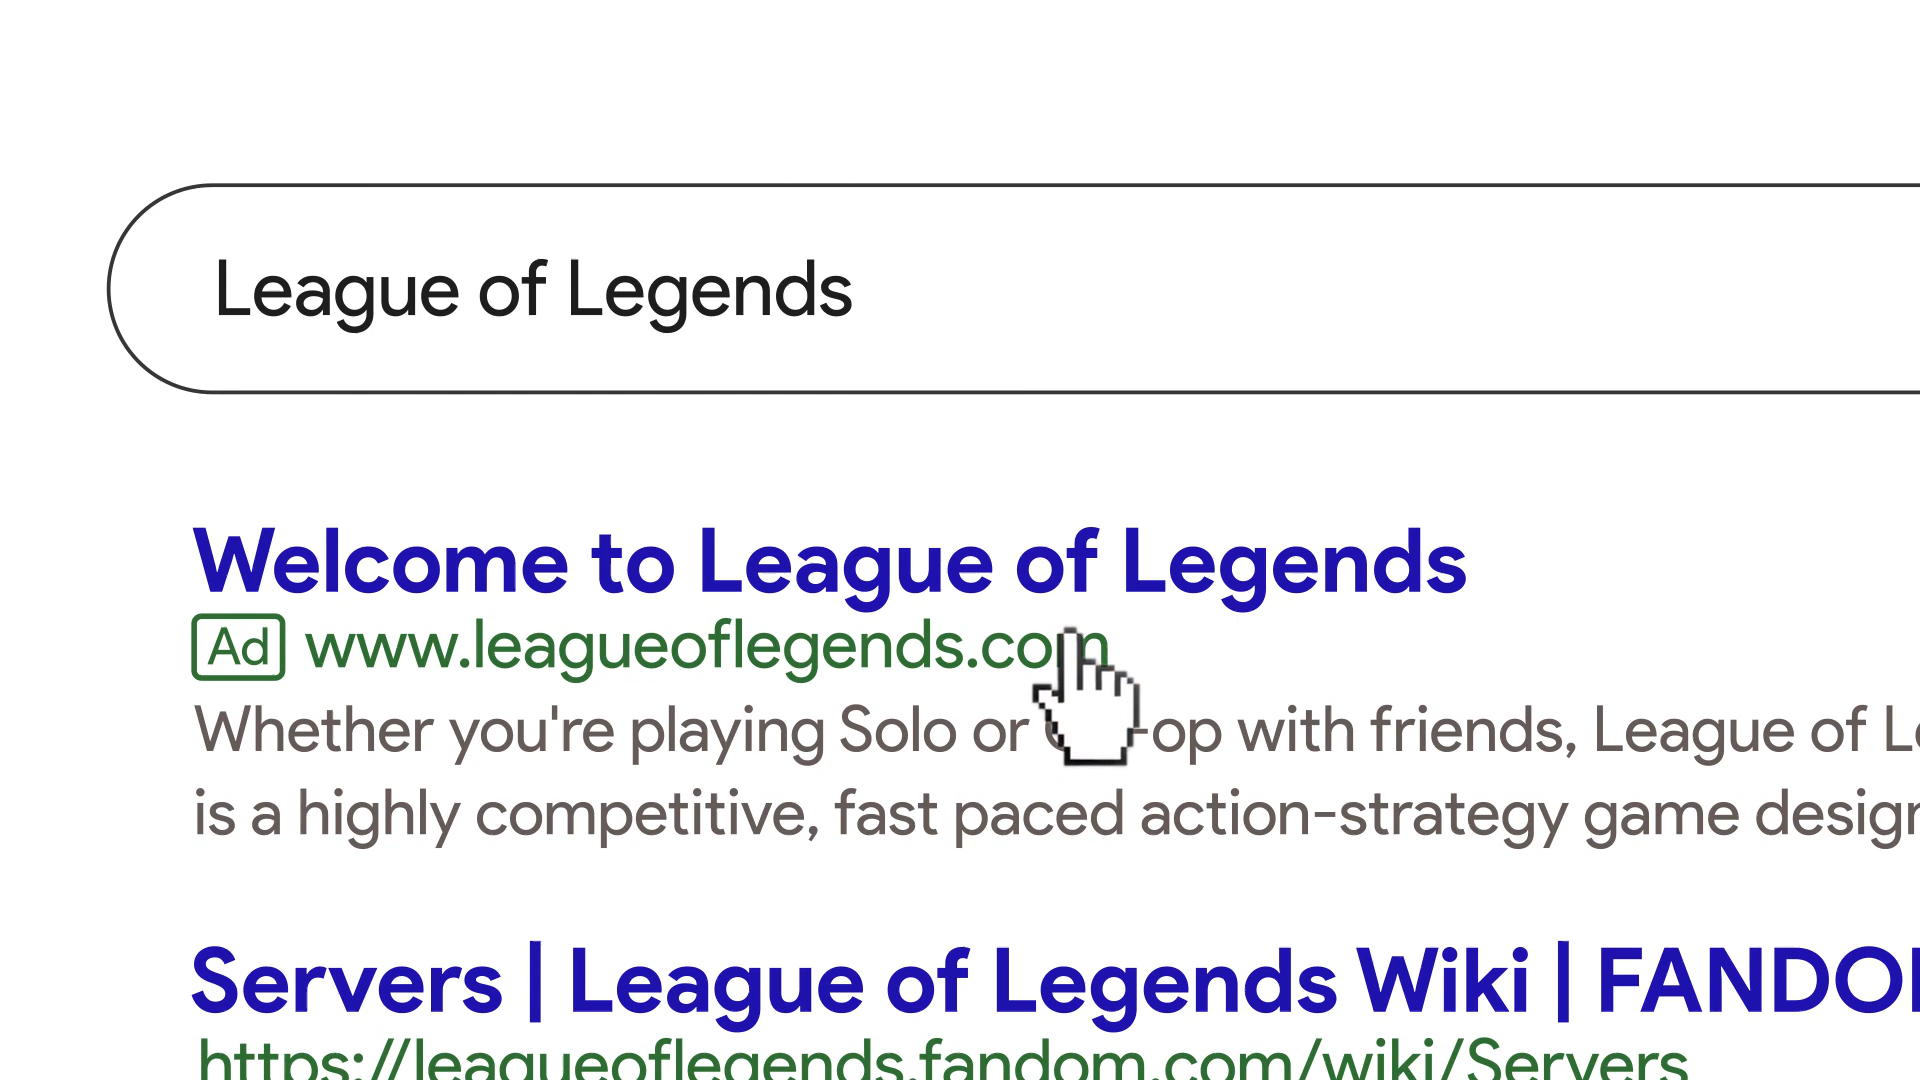 League of Legends
Welcome to League of Legends
Ad www.leagueoflegends.com
Whether you're playing Solo or -op with friends, League of
is a highly competitive, fast paced action-strategy game
Servers | League of Legends Wiki |
https://leagueoflegends.fandom.com/wiki/Servers